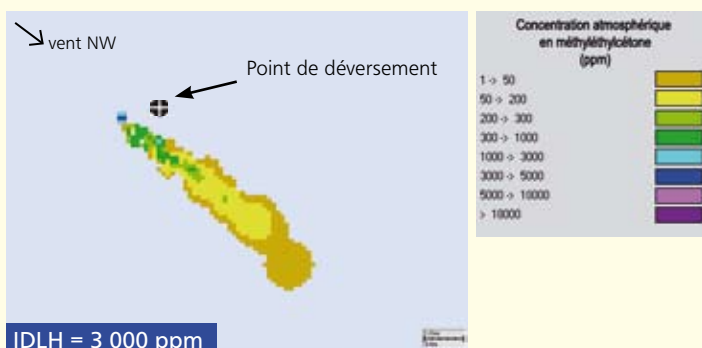 vent NW
Point de déversement
IDLH = 3 000 ppm
Concentration atmosphérique
en méthyléthylcétone
(ppm)
1 -> 50
50 -> 200
200 -> 300
300 -> 1000
1000 -> 3000
3000 -> 5000
5000 -> 10000
> 10000